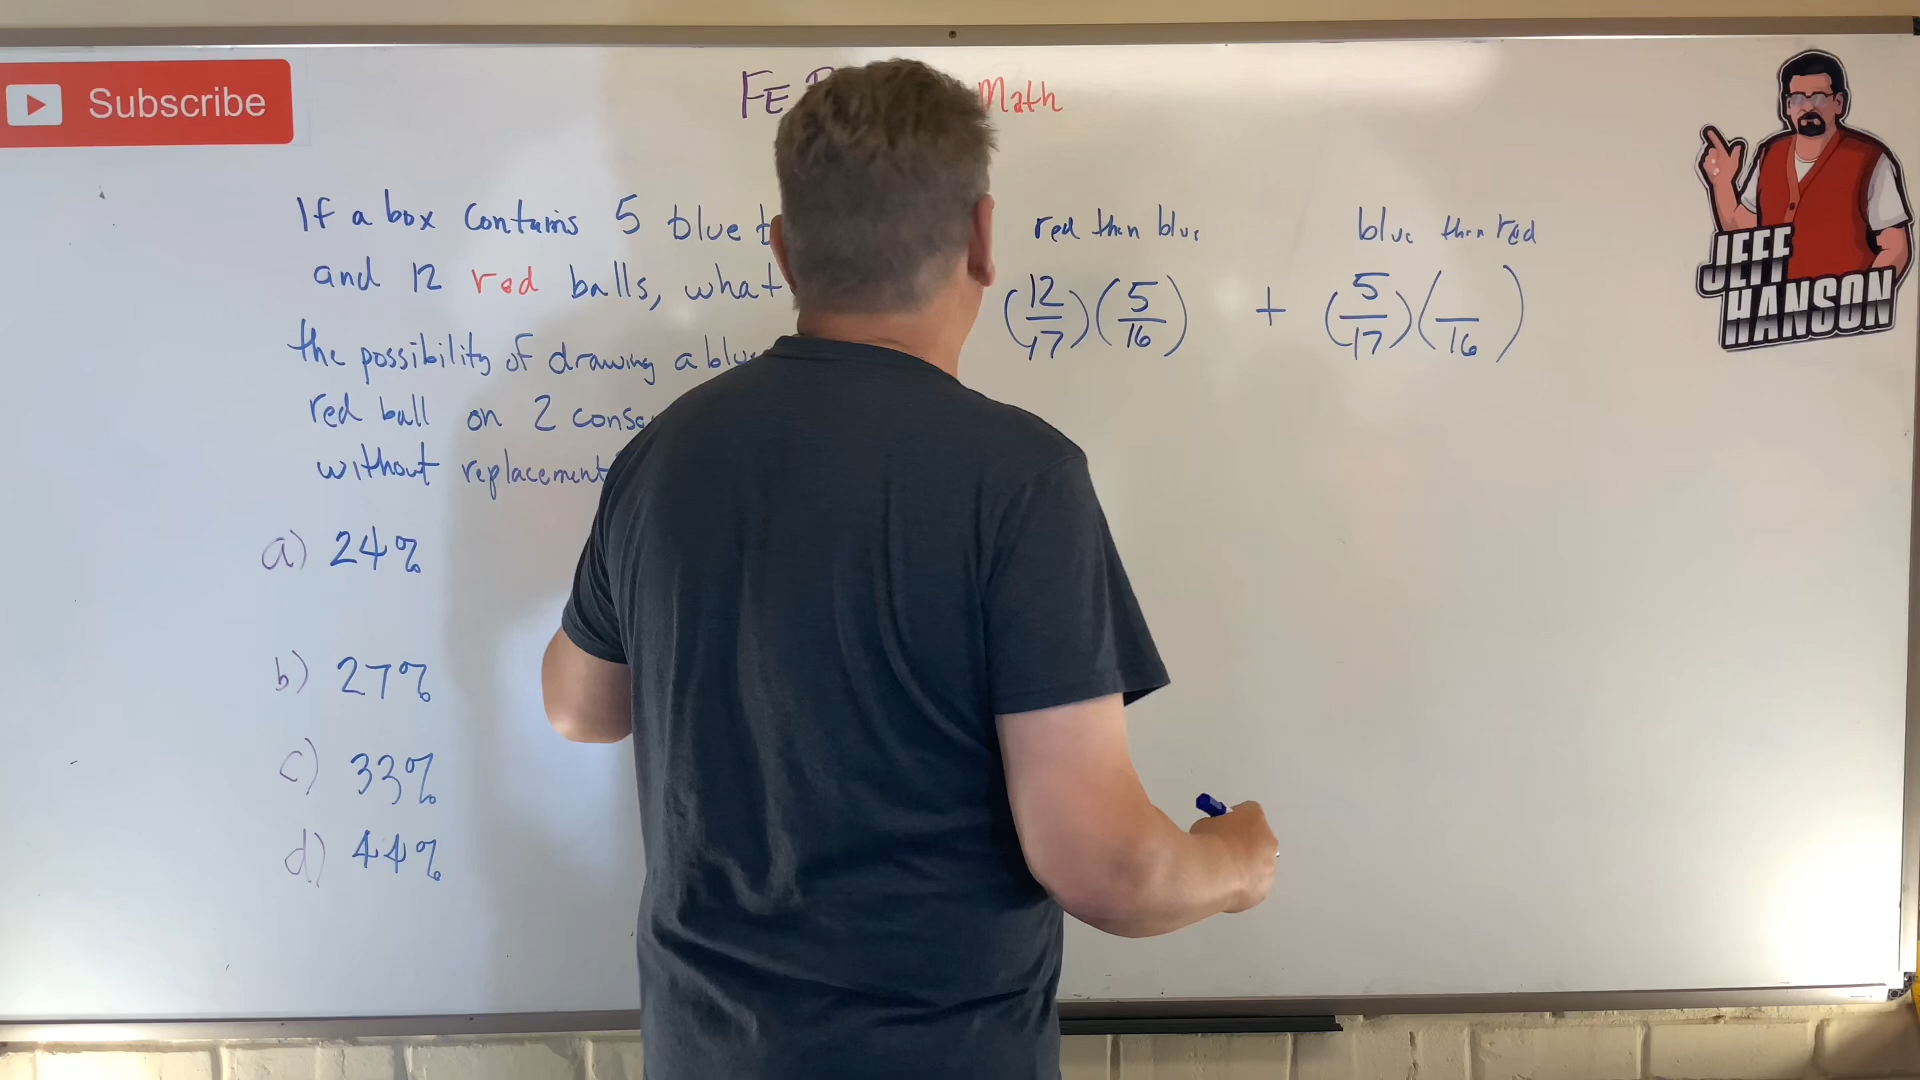 Subscribe
FE Math
If a box contains 5 blue
and 12 red balls, what
the possibility of drawing a blue
red ball on 2
without replacement
a) 24%
b) 27%
c) 33%
d) 44%
red then blue blue then red
(12/17)(5/16) + (5/17)( /16)
JEFF
HANSON